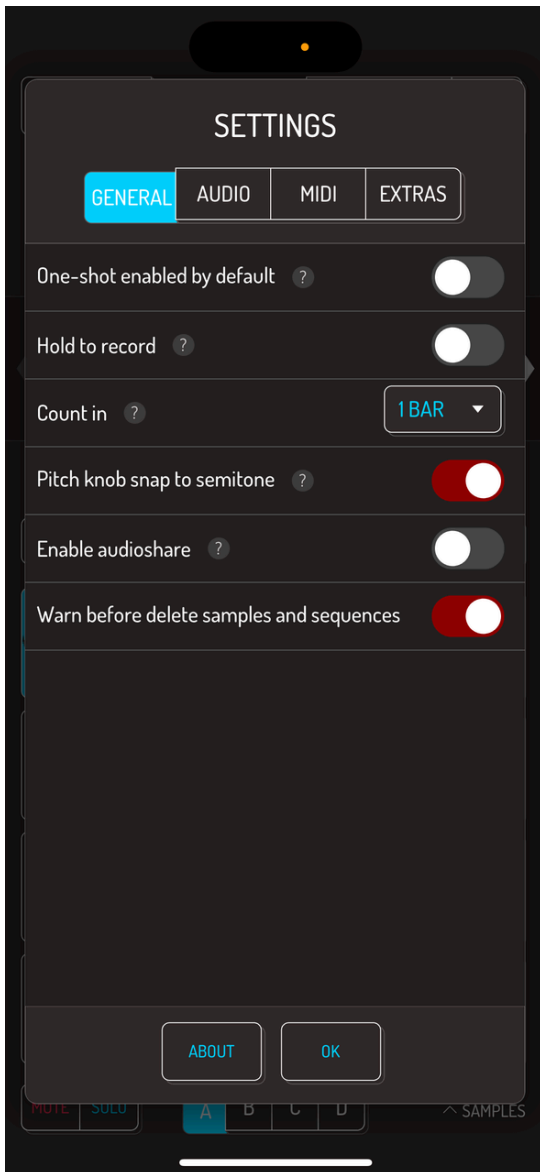 SETTINGS
GENERAL AUDIO MIDI EXTRAS
One-shot enabled by default ?
Hold to record ?
Count in ? 1 BAR
Pitch knob snap to semitone ?
Enable audioshare ?
Warn before delete samples and sequences
ABOUT OK
MUTE SOLO A B C D SAMPLES